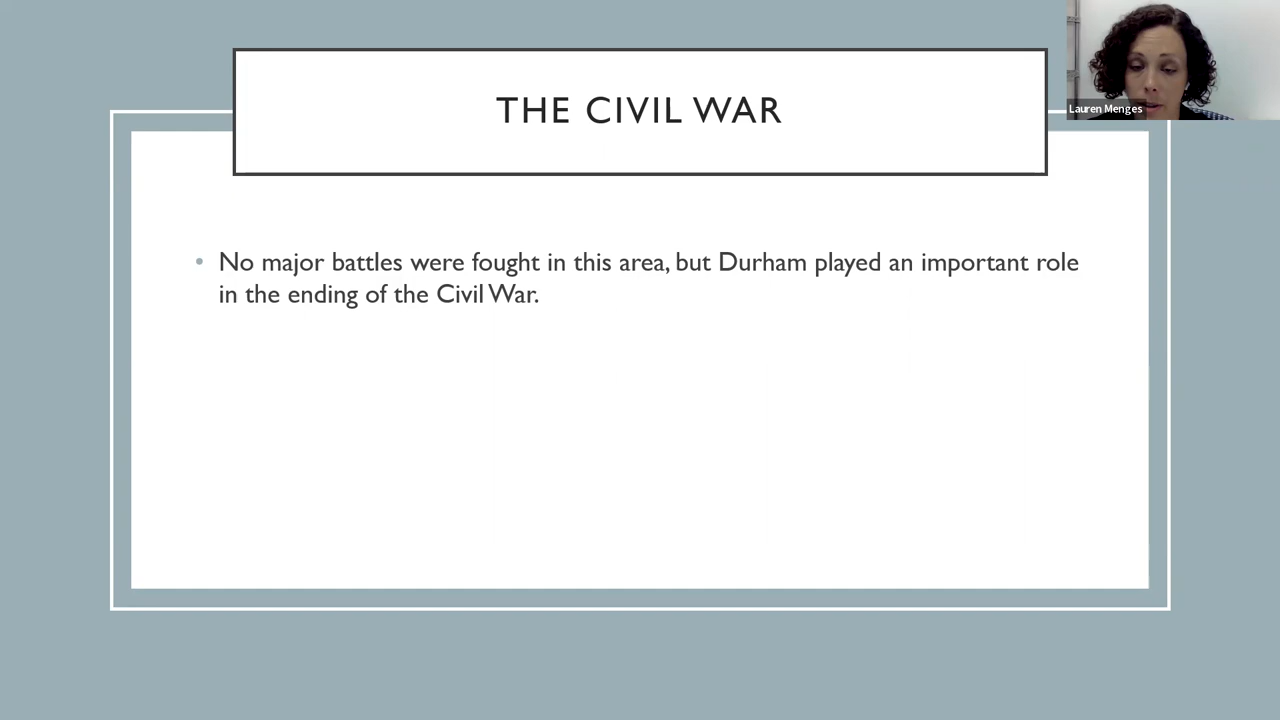 THE CIVIL WAR
Lauren Menges
• No major battles were fought in this area, but Durham played an important role
in the ending of the Civil War.